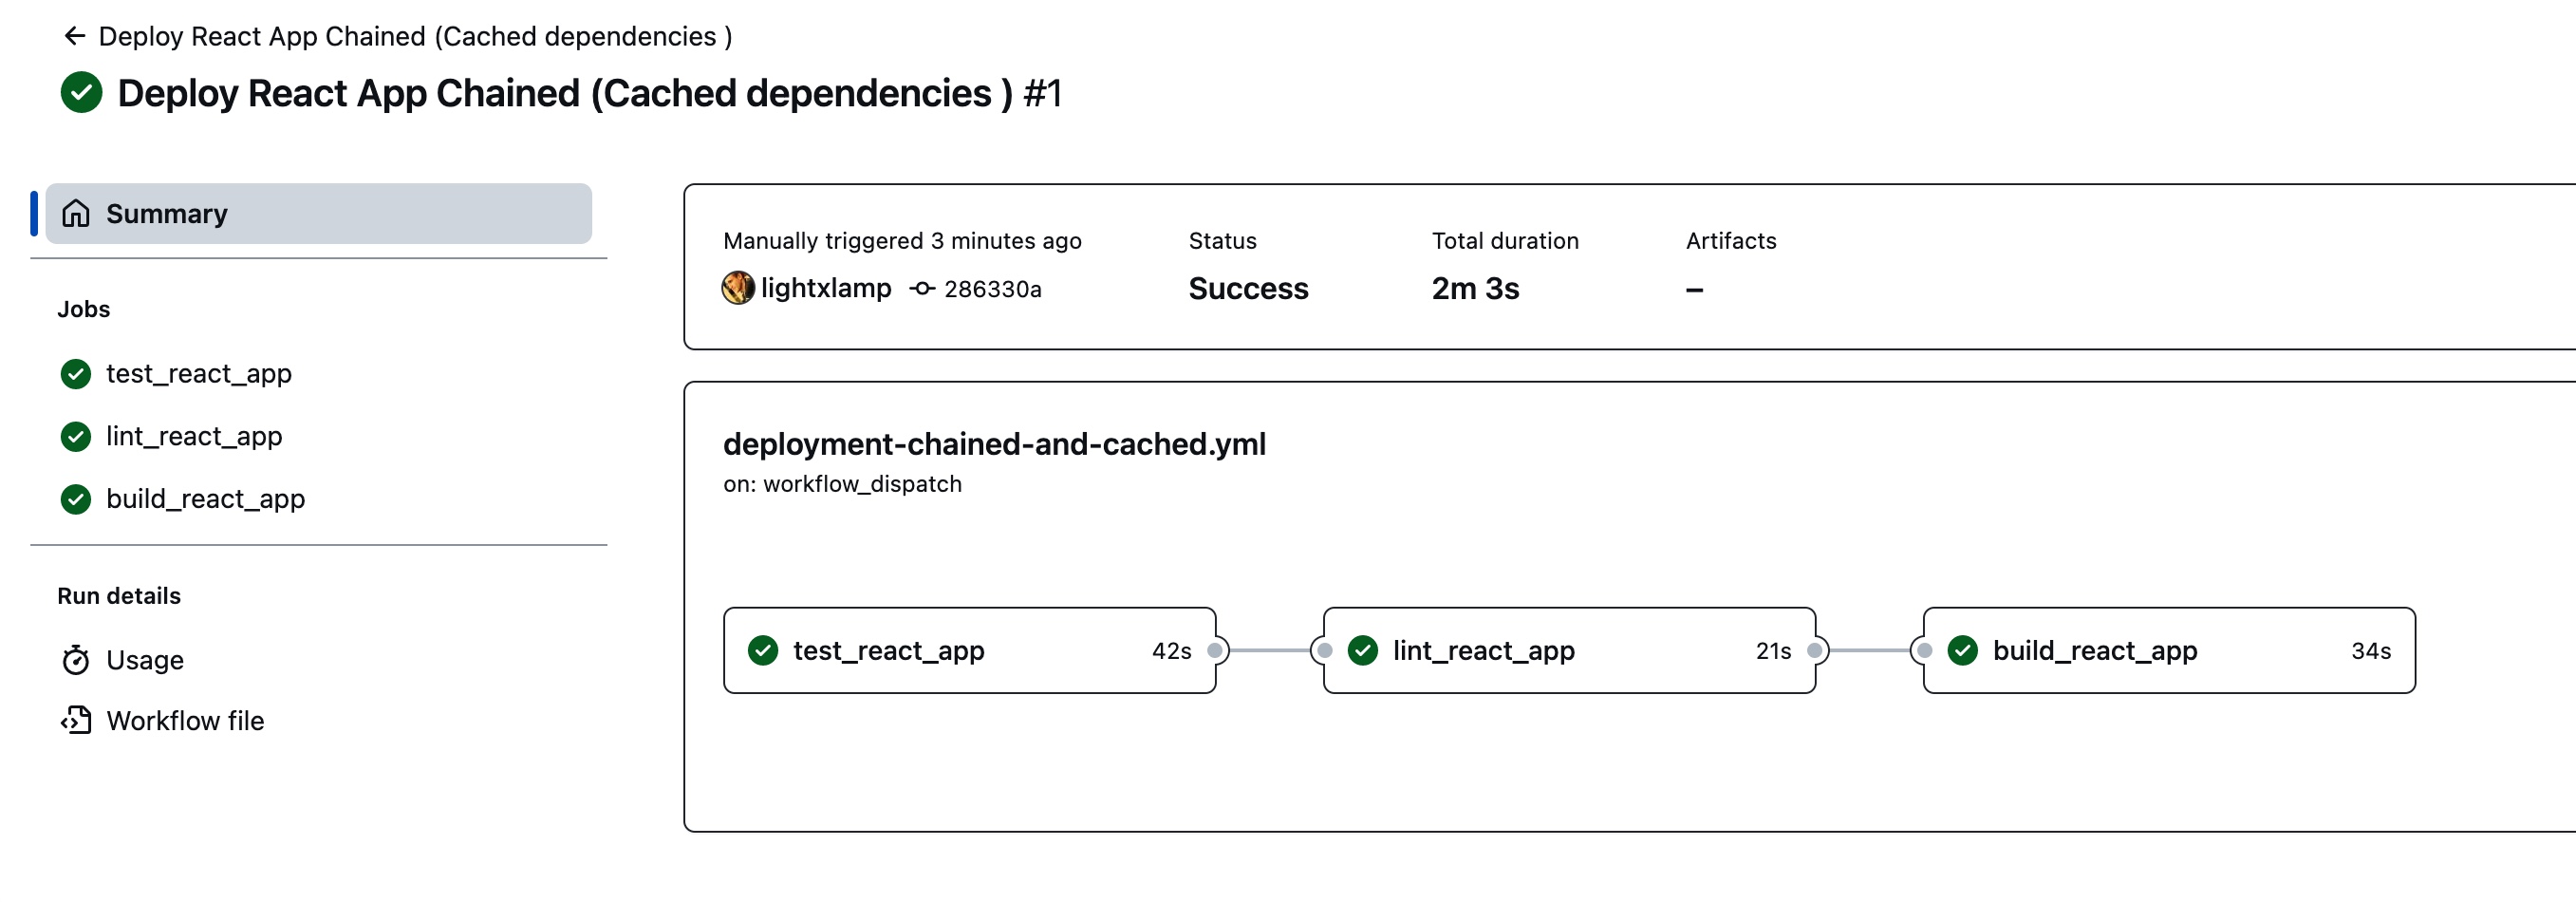 Deploy React App Chained (Cached dependencies )
Deploy React App Chained (Cached dependencies ) #1
Summary
Jobs
test_react_app
lint_react_app
build_react_app
Run details
Usage
Workflow file
Manually triggered 3 minutes ago
lightxlamp 286330a
Status
Success
Total duration
2m 3s
Artifacts
–
deployment-chained-and-cached.yml
on: workflow_dispatch
test_react_app 42s
lint_react_app 21s
build_react_app 34s